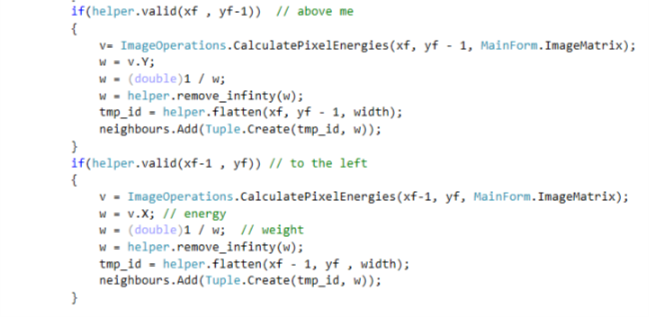 if(helper.valid(xf , yf-1))  // above me
{
v= ImageOperations.CalculatePixelEnergies(xf, yf - 1, MainForm.ImageMatrix);
w = v.Y;
w = (double)1 / w;
w = helper.remove_infinty(w);
tmp_id = helper.flatten(xf, yf - 1, width);
neighbours.Add(Tuple.Create(tmp_id, w));
}
if(helper.valid(xf-1 , yf)) // to the left
{
v = ImageOperations.CalculatePixelEnergies(xf-1, yf, MainForm.ImageMatrix);
w = v.X; // energy
w = (double)1 / w;  // weight
w = helper.remove_infinty(w);
tmp_id = helper.flatten(xf - 1, yf , width);
neighbours.Add(Tuple.Create(tmp_id, w));
}